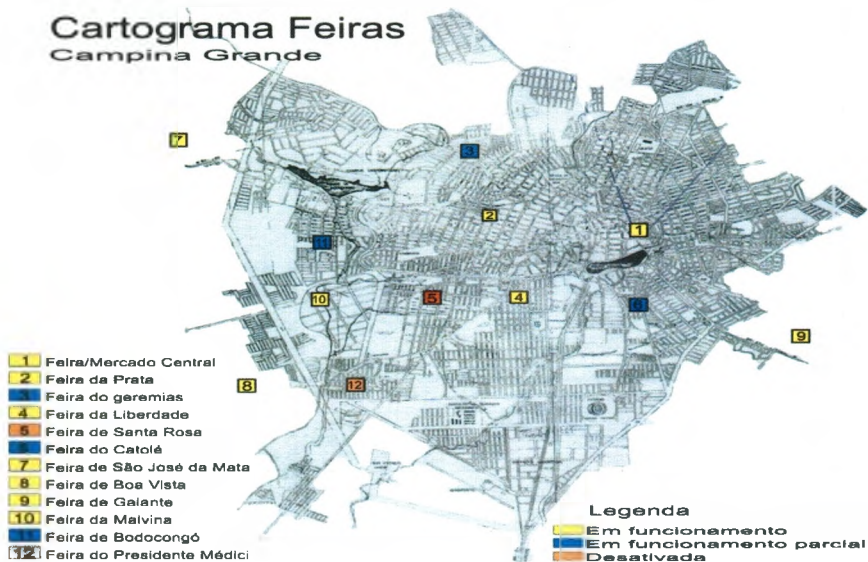 Cartograma Feiras
Campina Grande
7
3
2
1
11
10
5
4
6
9
8
12
1 Feira/Mercado Central
2 Feira da Prata
3 Feira do geremias
4 Feira da Liberdade
5 Feira de Santa Rosa
6 Feira do Catolé
7 Feira de São José da Mata
8 Feira de Boa Vista
9 Feira de Galante
10 Feira da Malvina
11 Feira de Bodocongó
12 Feira do Presidente Médici
Legenda
Em funcionamento
Em funcionamento parcial
Desativada